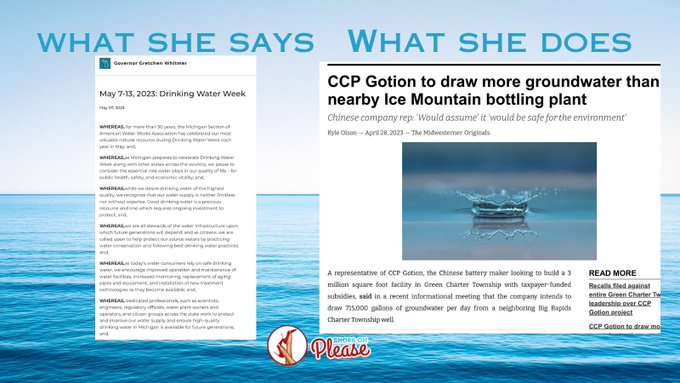 WHAT SHE SAYS
Governor Gretchen Whitmer
May 7-13, 2023: Drinking Water Week
May 07, 2023
WHEREAS, for more than 90 years, the Michigan Section of
American Water Works Association has celebrated our most
valuable natural resource during Drinking Water Week each
year in May; and,
WHEREAS,as Michigan prepares to celebrate Drinking Water
Week along with other states across the country, we pause to
consider the essential role water plays in our quality of life – for
public health, safety, and economic vitality; and,
WHEREAS,while we desire drinking water of the highest
quality, we recognize that our water supply is neither limitless
nor without expense. Good drinking water is a precious
resource and one which requires ongoing investment to
protect; and,
WHEREAS,we are all stewards of the water infrastructure upon
which future generations will depend, and as citizens, we are
called upon to help protect our source waters by practicing
water conservation and following best drinking water practices;
and,
WHEREAS,as today's water consumers rely on safe drinking
water, we encourage improved operation and maintenance of
water facilities, increased monitoring, replacement of aging
pipes and equipment, and installation of new treatment
technologies as they become available; and,
WHEREAS, dedicated professionals, such as scientists,
engineers, regulatory officials, water plant owners and
operators, and citizen groups across the state work to protect
and improve our water supply and ensure high-quality
drinking water in Michigan is available for future generations;
and,
WHAT SHE DOES
CCP Gotion to draw more groundwater than
nearby Ice Mountain bottling plant
Chinese company rep: 'Would assume' it 'would be safe for the environment'
Kyle Olson — April 28, 2023 — The Midwesterner Originals
A representative of CCP Gotion, the Chinese battery maker looking to build a 3
million square foot facility in Green Charter Township with taxpayer-funded
subsidies, said in a recent informational meeting that the company intends to
draw 715,000 gallons of groundwater per day from a neighboring Big Rapids
Charter Township well.
READ MORE
Recalls filed against
entire Green Charter Tw
leadership over CCP
Gotion project
CCP Gotion to draw mo
SHORES OF
Please